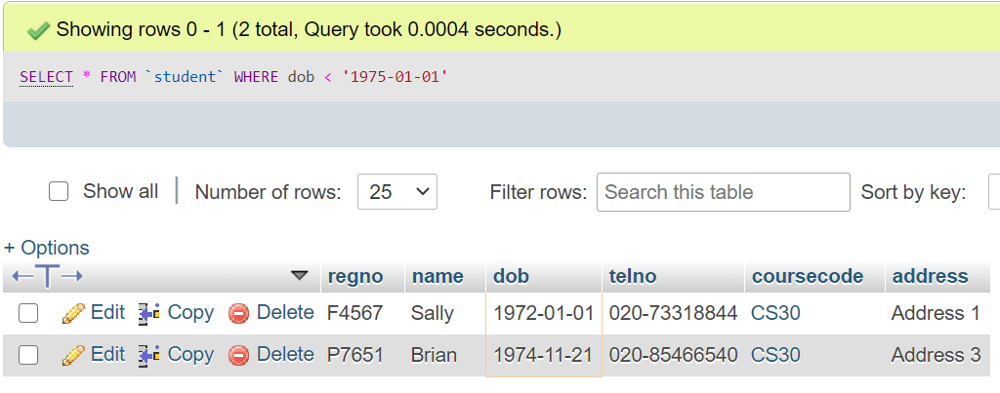 Showing rows 0 - 1 (2 total, Query took 0.0004 seconds.)
SELECT * FROM `student` WHERE dob < '1975-01-01'
Show all Number of rows: 25 Filter rows: Search this table Sort by key:
+ Options
regno name dob telno coursecode address
Edit Copy Delete F4567 Sally 1972-01-01 020-73318844 CS30 Address 1
Edit Copy Delete P7651 Brian 1974-11-21 020-85466540 CS30 Address 3